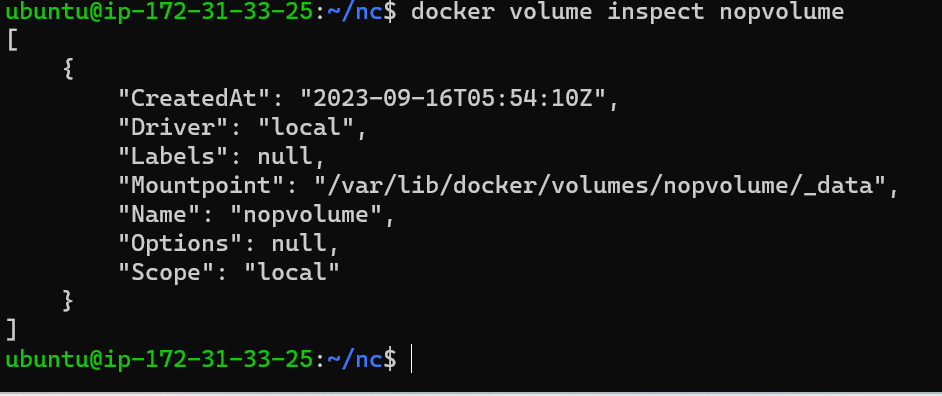 ubuntu@ip-172-31-33-25:~/nc$ docker volume inspect nopvolume
[
    {
        "CreatedAt": "2023-09-16T05:54:10Z",
        "Driver": "local",
        "Labels": null,
        "Mountpoint": "/var/lib/docker/volumes/nopvolume/_data",
        "Name": "nopvolume",
        "Options": null,
        "Scope": "local"
    }
]
ubuntu@ip-172-31-33-25:~/nc$